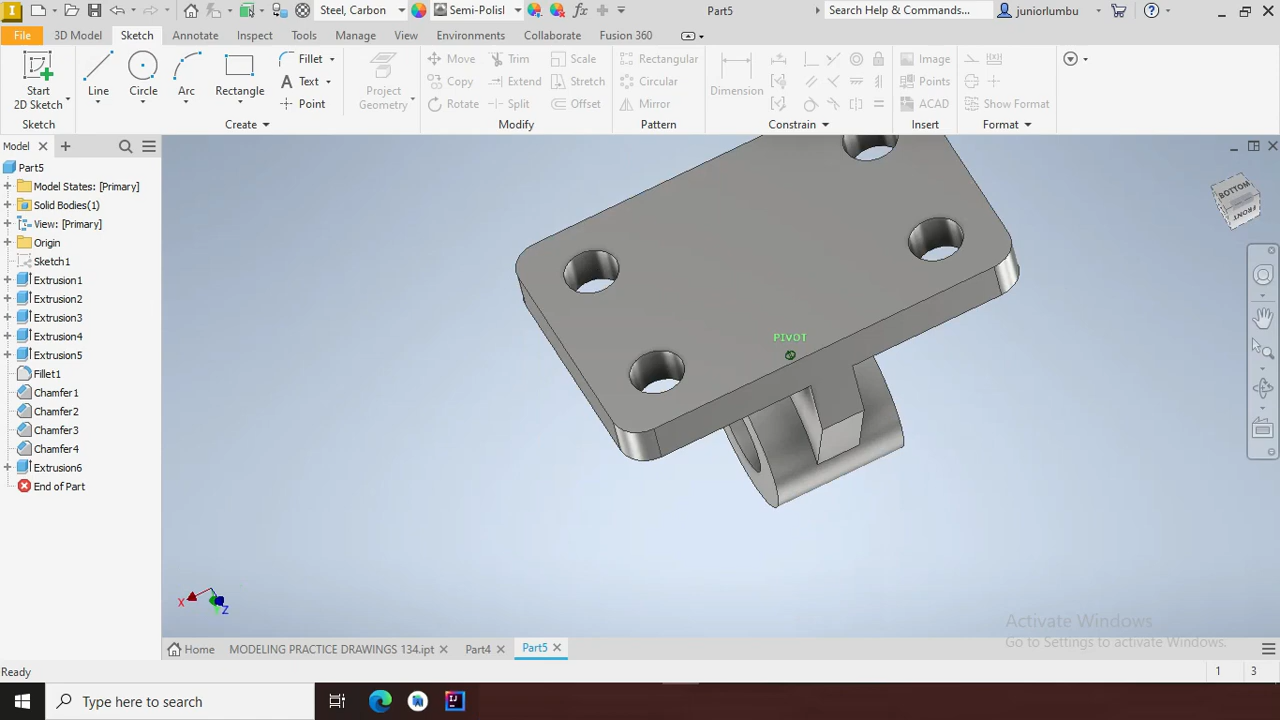 I Steel, Carbon Semi-Polisl fx Part5 Search Help & Commands... juniorlumbu
File 3D Model Sketch Annotate Inspect Tools Manage View Environments Collaborate Fusion 360
Start 2D Sketch Line Circle Arc Rectangle Fillet Text Point Project Geometry Move Copy Rotate Trim Extend Split Scale Stretch Offset Rectangular Circular Mirror Dimension Image Points ACAD Show Format
Sketch Create Modify Pattern Constrain Insert Format
Model
Part5
Model States: [Primary]
Solid Bodies(1)
View: [Primary]
Origin
Sketch1
Extrusion1
Extrusion2
Extrusion3
Extrusion4
Extrusion5
Fillet1
Chamfer1
Chamfer2
Chamfer3
Chamfer4
Extrusion6
End of Part
BOTTOM
FRONT
PIVOT
X
Z
Activate Windows
Go to Settings to activate Windows.
Home MODELING PRACTICE DRAWINGS 134.ipt Part4 Part5
Ready 1 3
Type here to search